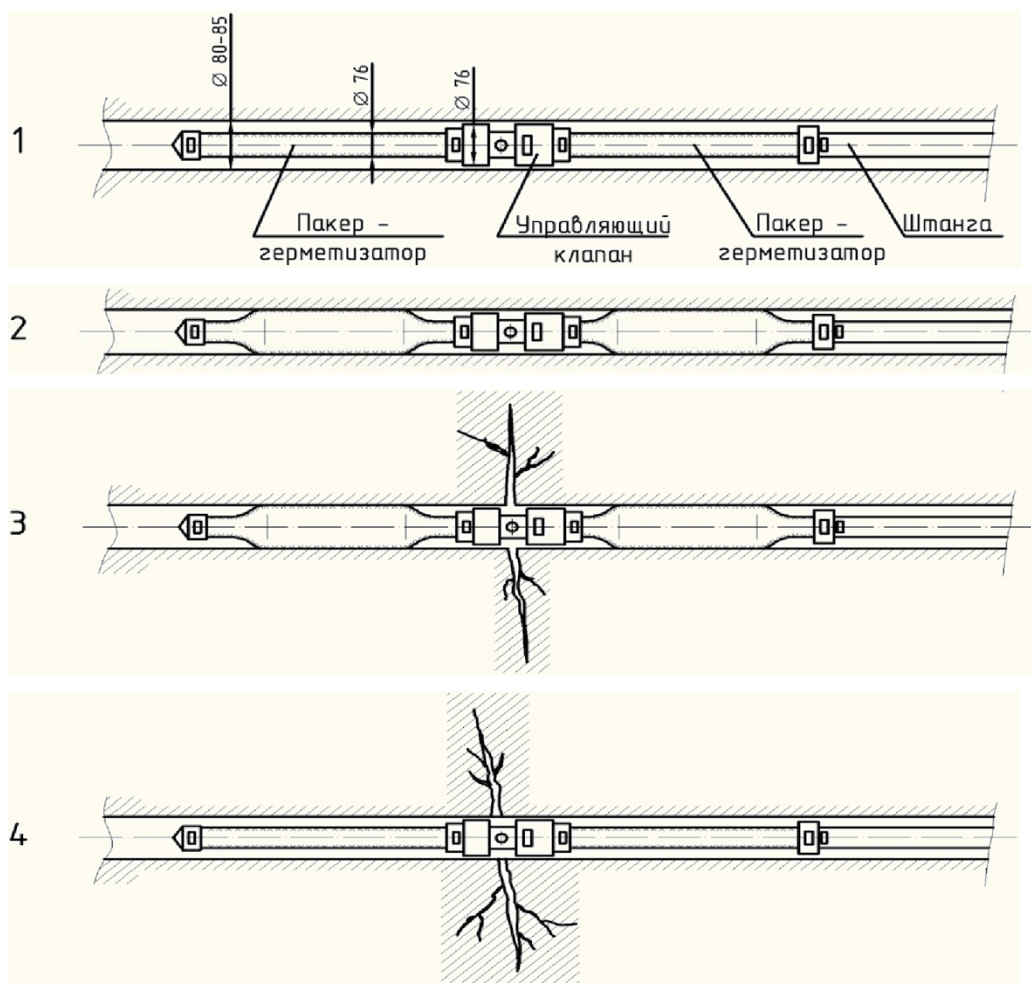 1
Ø 80-85
Ø 76
Ø 76
Пакер -
герметизатор
Управляющий
клапан
Пакер -
герметизатор
Штанга
2
3
4